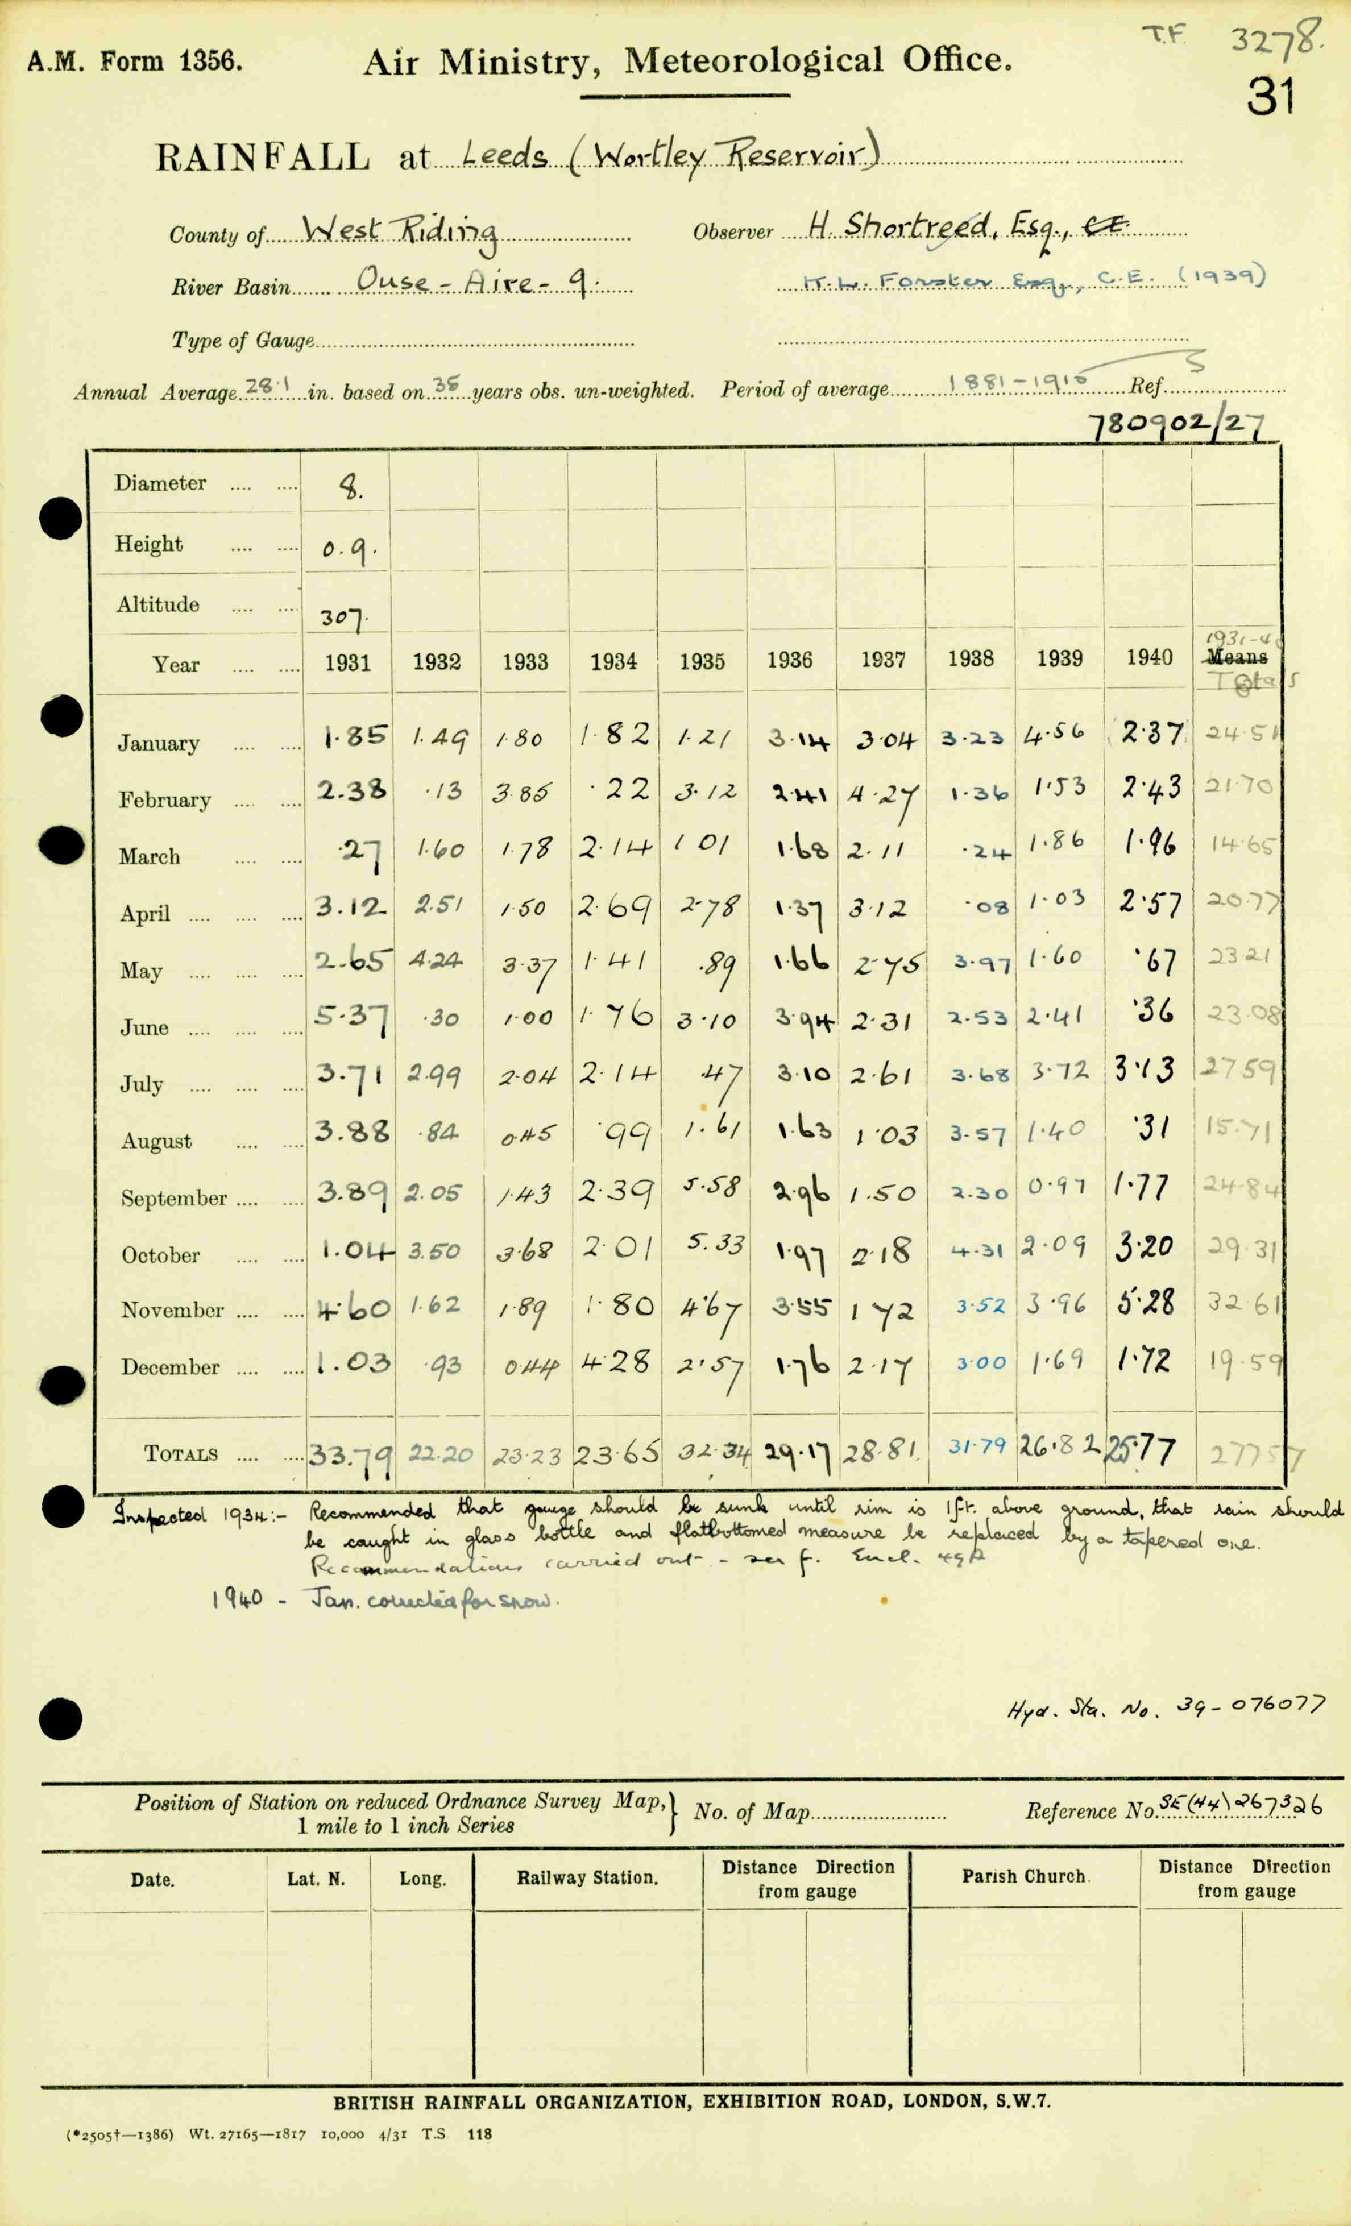 T.F. 3278.
A.M. Form 1356. Air Ministry, Meteorological Office.
31
RAINFALL at Leeds (Wortley Reservoir)
County of West Riding Observer H. Shortreed, Esq., C.E.
River Basin Ouse - Aire - 9. K.L. Forster Esq., C.E. (1939)
Type of Gauge
Annual Average 28.1 in. based on 35 years obs. un-weighted. Period of average 1881-1915 Ref. S
780902/27
Diameter 8.
Height 0.9.
Altitude 307.
Year 1931 1932 1933 1934 1935 1936 1937 1938 1939 1940 1931-40 Means Totals
January 1.85 1.49 1.80 1.82 1.21 3.14 3.04 3.23 4.56 2.37 24.51
February 2.38 .13 3.85 .22 3.12 2.41 4.27 1.36 1.53 2.43 21.70
March .27 1.60 1.78 2.14 1.01 1.68 2.11 .24 1.86 1.96 14.65
April 3.12 2.51 1.50 2.69 2.78 1.37 3.12 .08 1.03 2.57 20.77
May 2.65 4.24 3.37 1.41 .89 1.66 2.75 3.97 1.60 .67 23.21
June 5.37 .30 1.00 1.76 3.10 3.94 2.31 2.53 2.41 .36 23.08
July 3.71 2.99 2.04 2.14 .47 3.10 2.61 3.68 3.72 3.13 27.59
August 3.88 .84 0.45 .99 1.61 1.63 1.03 3.57 1.40 .31 15.71
September 3.89 2.05 1.43 2.39 5.58 2.96 1.50 2.30 0.97 1.77 24.84
October 1.04 3.50 3.68 2.01 5.33 1.97 2.18 4.31 2.09 3.20 29.31
November 4.60 1.62 1.89 1.80 4.67 3.55 1.72 3.52 3.96 5.28 32.61
December 1.03 .93 0.44 4.28 2.57 1.76 2.17 3.00 1.69 1.72 19.59
TOTALS 33.79 22.20 23.23 23.65 32.34 29.17 28.81 31.79 26.82 25.77 277.57
Inspected 1934:- Recommended that gauge should be sunk until rim is 1ft. above ground, that rain should
be caught in glass bottle and flatbottomed measure be replaced by a tapered one.
Recommendations carried out - see f. Encl. 49A
1940 - Jan. corrected for snow.
Hyd. Sta. No. 39-076077
Position of Station on reduced Ordnance Survey Map, } No. of Map Reference No. SE(44)267326
1 mile to 1 inch Series
Date. Lat. N. Long. Railway Station. Distance Direction from gauge Parish Church. Distance Direction from gauge
BRITISH RAINFALL ORGANIZATION, EXHIBITION ROAD, LONDON, S.W.7.
(*2505†—1386) Wt. 27165—1817 10,000 4/31 T.S. 118